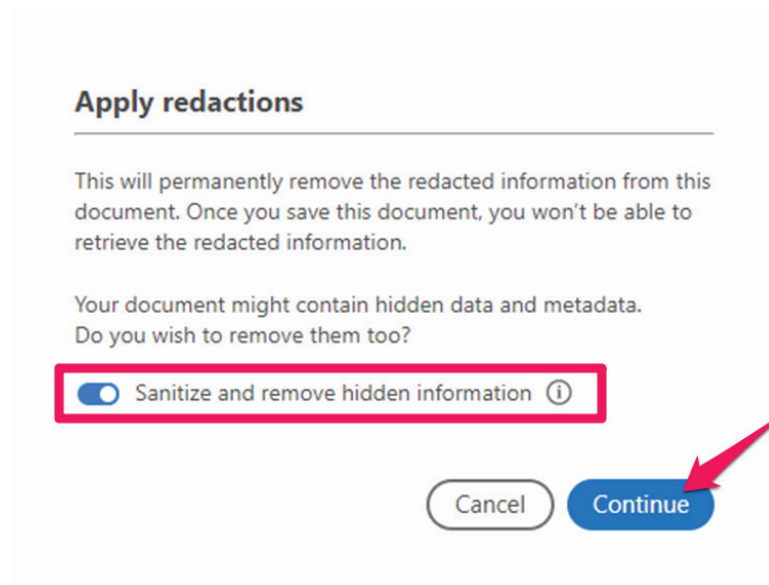 Apply redactions
This will permanently remove the redacted information from this
document. Once you save this document, you won't be able to
retrieve the redacted information.
Your document might contain hidden data and metadata.
Do you wish to remove them too?
Sanitize and remove hidden information
Cancel
Continue